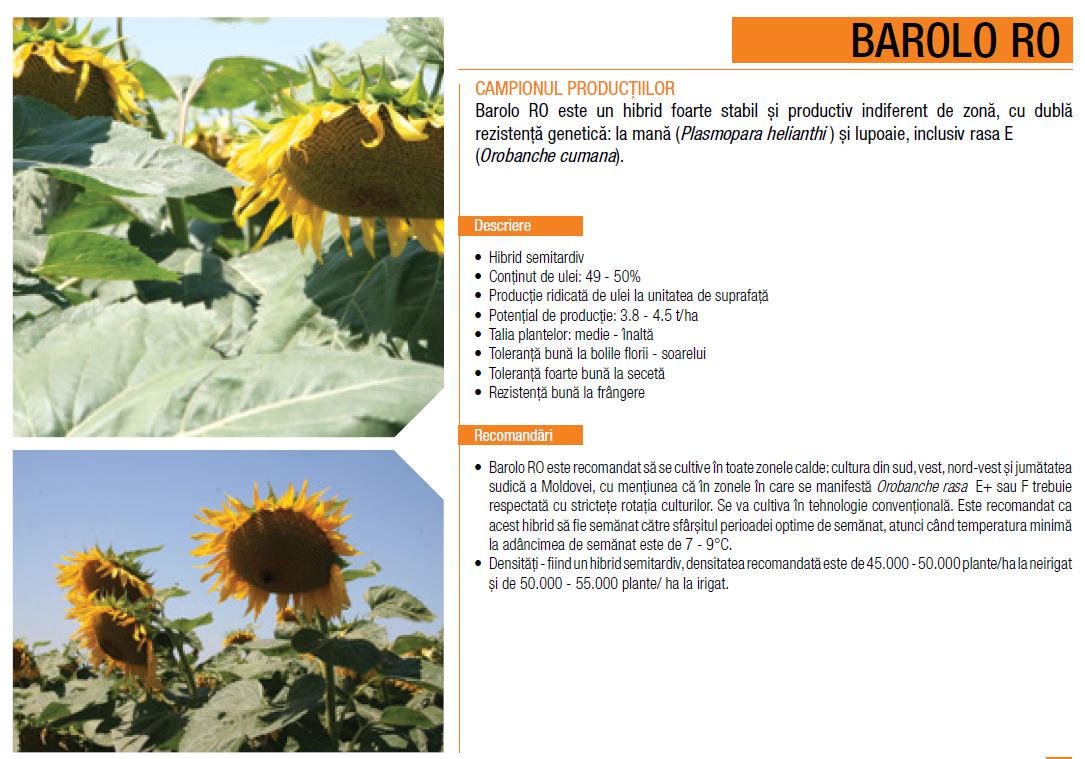 BAROLO RO
CAMPIONUL PRODUCȚIILOR
Barolo RO este un hibrid foarte stabil și productiv indiferent de zonă, cu dublă
rezistență genetică: la mană (Plasmopara helianthi ) și lupoaie, inclusiv rasa E
(Orobanche cumana).
Descriere
• Hibrid semitardiv
• Conținut de ulei: 49 - 50%
• Producție ridicată de ulei la unitatea de suprafață
• Potențial de producție: 3.8 - 4.5 t/ha
• Talia plantelor: medie - înaltă
• Toleranță bună la bolile florii - soarelui
• Toleranță foarte bună la secetă
• Rezistență bună la frângere
Recomandări
• Barolo RO este recomandat să se cultive în toate zonele calde: cultura din sud, vest, nord-vest și jumătatea
sudică a Moldovei, cu mențiunea că în zonele în care se manifestă Orobanche rasa E+ sau F trebuie
respectată cu strictețe rotația culturilor. Se va cultiva în tehnologie convențională. Este recomandat ca
acest hibrid să fie semănat către sfârșitul perioadei optime de semănat, atunci când temperatura minimă
la adâncimea de semănat este de 7 - 9°C.
• Densități - fiind un hibrid semitardiv, densitatea recomandată este de 45.000 - 50.000 plante/ha la neirigat
și de 50.000 - 55.000 plante/ ha la irigat.